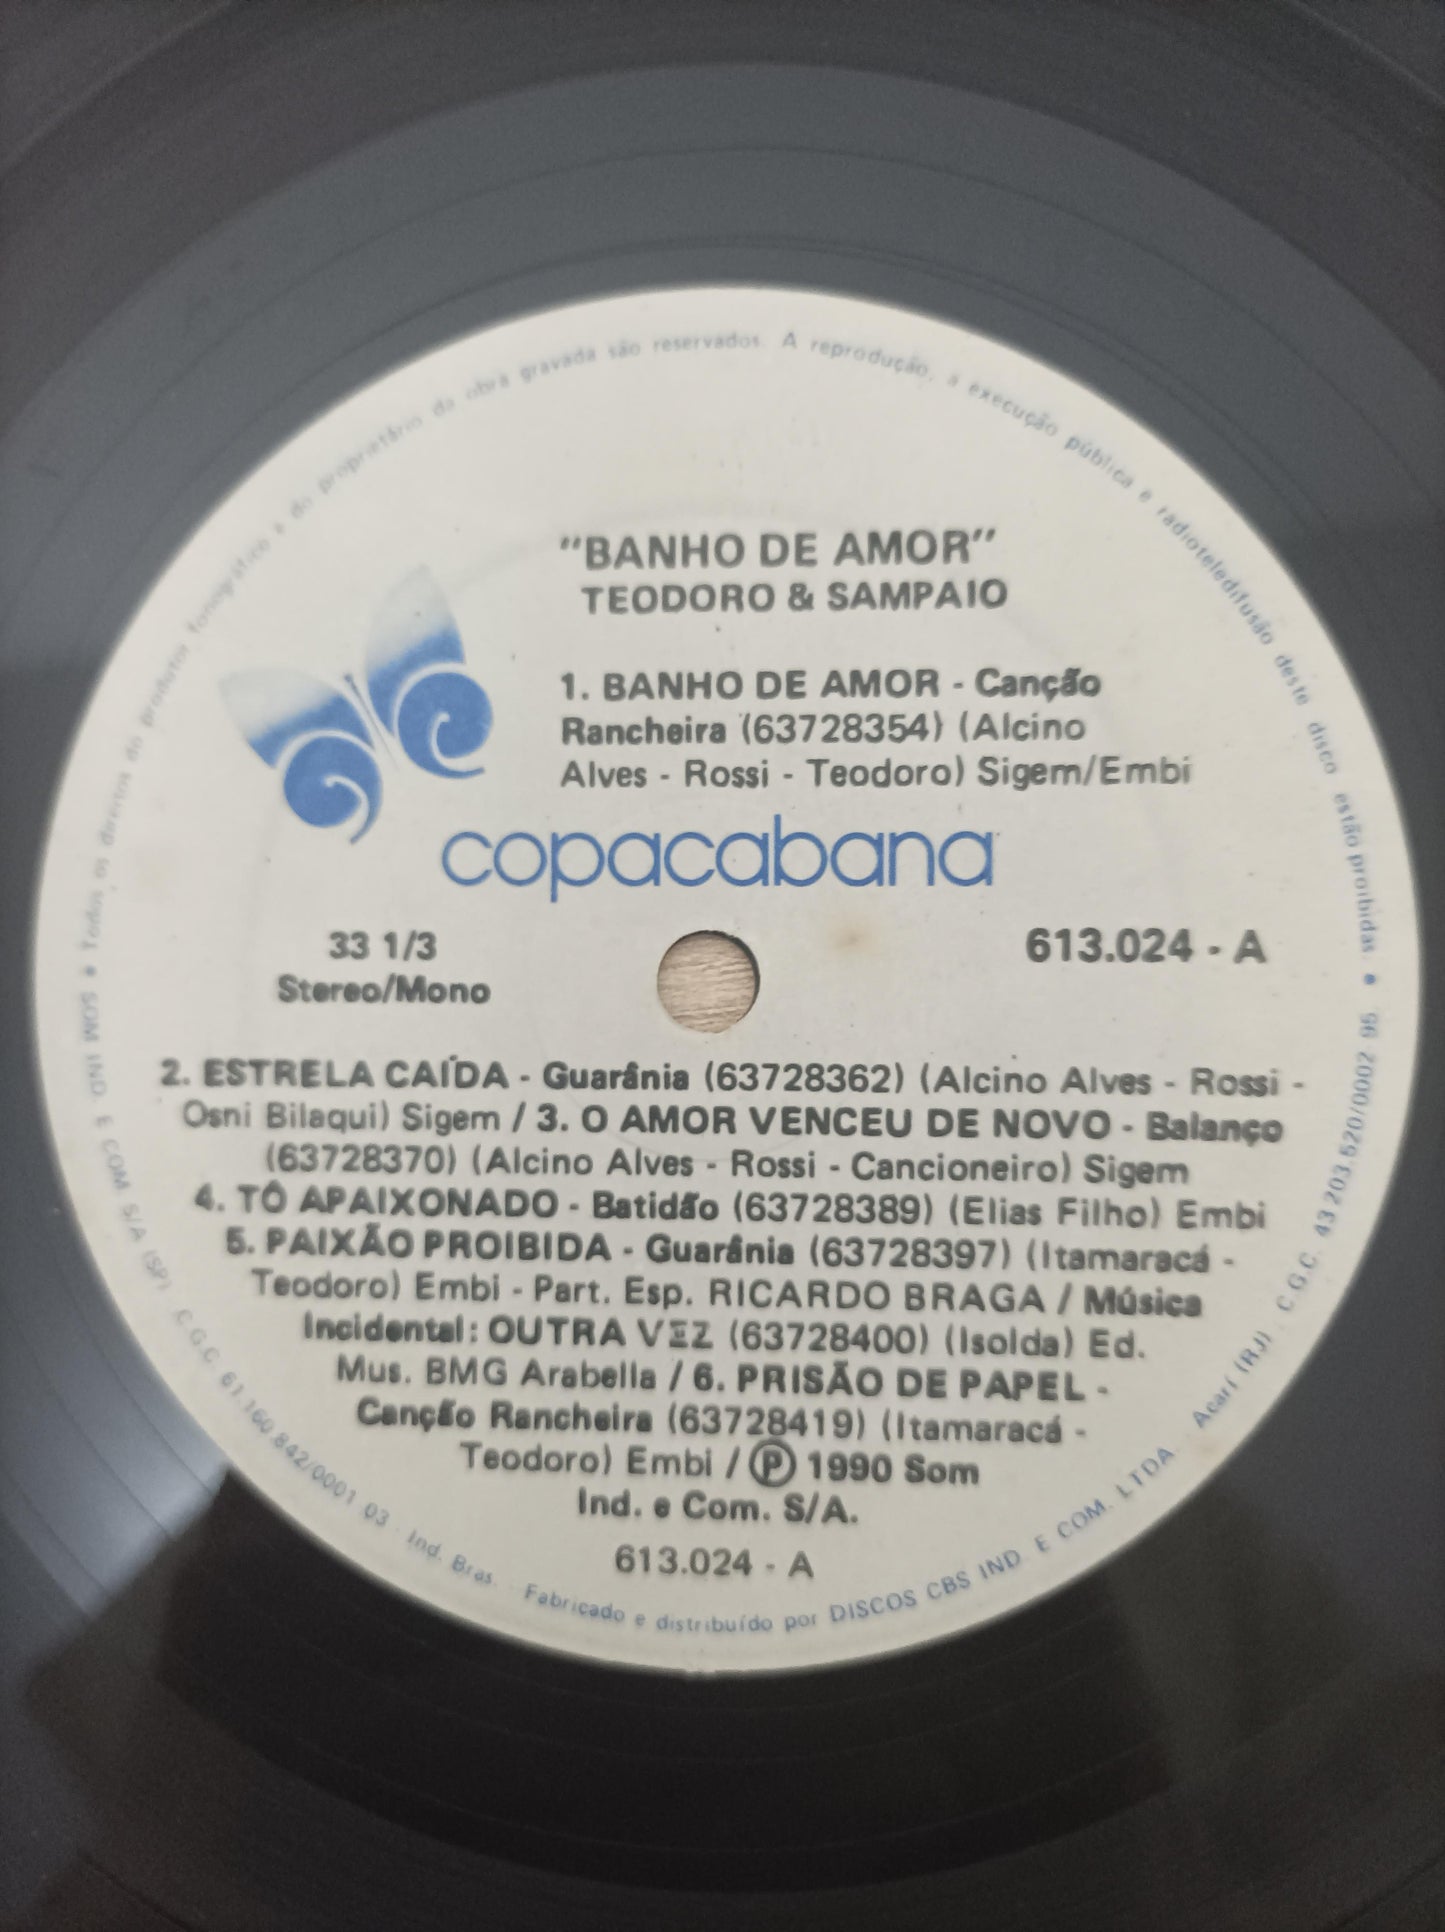 "BANHO DE AMOR"
TEODORO & SAMPAIO
1. BANHO DE AMOR - Canção
Rancheira (63728354) (Alcino
Alves - Rossi - Teodoro) Sigem/Embi
copacabana
33 1/3
Stereo/Mono
613.024 - A
2. ESTRELA CAÍDA - Guarânia (63728362) (Alcino Alves - Rossi -
Osni Bilaqui) Sigem / 3. O AMOR VENCEU DE NOVO - Balanço
(63728370) (Alcino Alves - Rossi - Cancioneiro) Sigem
4. TÔ APAIXONADO - Batidão (63728389) (Elias Filho) Embi
5. PAIXÃO PROIBIDA - Guarânia (63728397) (Itamaracá -
Teodoro) Embi - Part. Esp. RICARDO BRAGA / Música
Incidental: OUTRA VEZ (63728400) (Isolda) Ed.
Mus. BMG Arabella / 6. PRISÃO DE PAPEL -
Canção Rancheira (63728419) (Itamaracá -
Teodoro) Embi / Ⓟ 1990 Som
Ind. e Com. S/A.
613.024 - A
• Todos os direitos do produtor fonográfico e do proprietário da obra gravada são reservados. A reprodução, a execução pública e radioteledifusão deste disco estão proibidas •
SOM IND. E COM. S/A (SP) C.G.C. 61.160.842/0001 03 · Ind. Bras. · Fabricado e distribuído por DISCOS CBS IND. E COM. LTDA. Acarí (RJ) · C.G.C. 43.203.520/0002 95